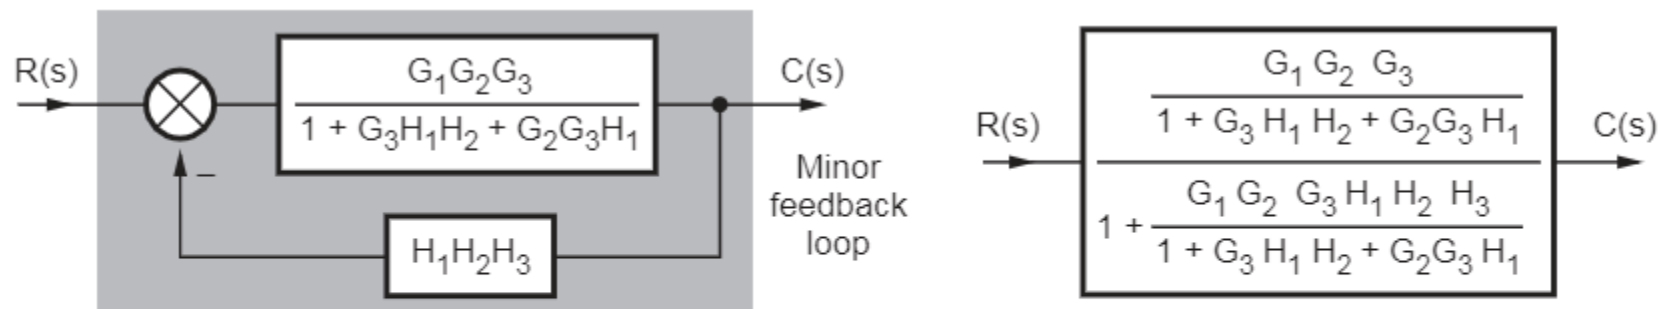 R(s)
G₁G₂G₃
1 + G₃H₁H₂ + G₂G₃H₁
C(s)
–
Minor
feedback
loop
H₁H₂H₃
R(s)
G₁ G₂ G₃
1 + G₃ H₁ H₂ + G₂G₃ H₁
1 +
G₁ G₂ G₃ H₁ H₂ H₃
1 + G₃ H₁ H₂ + G₂G₃ H₁
C(s)